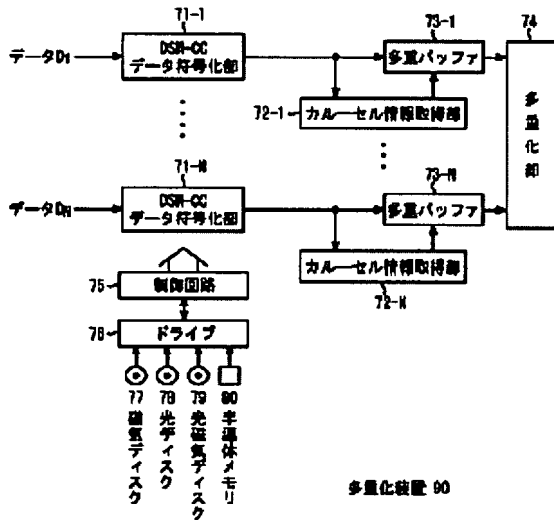 71-1
73-1
74
データD1
DSM-CC
データ符号化部
多重バッファ
多重化部
72-1
カルーセル情報取得部
71-N
73-N
データDN
DSM-CC
データ符号化部
多重バッファ
カルーセル情報取得部
72-N
75
制御回路
76
ドライブ
77
磁気ディスク
78
光ディスク
79
光磁気ディスク
80
半導体メモリ
多重化装置 90